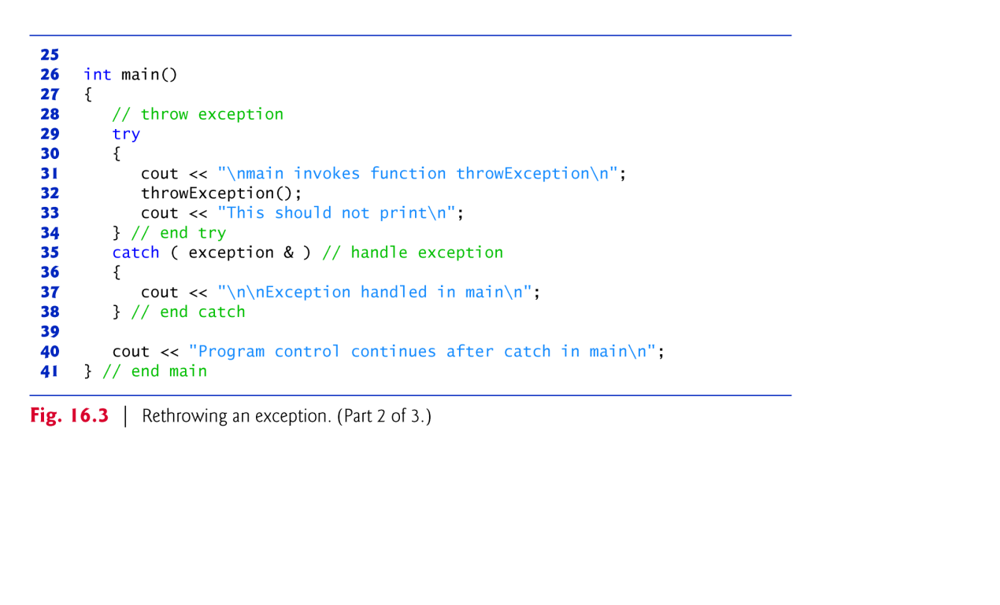 25
26 int main()
27 {
28    // throw exception
29    try
30    {
31       cout << "\nmain invokes function throwException\n";
32       throwException();
33       cout << "This should not print\n";
34    } // end try
35    catch ( exception & ) // handle exception
36    {
37       cout << "\n\nException handled in main\n";
38    } // end catch
39
40    cout << "Program control continues after catch in main\n";
41 } // end main
Fig. 16.3 | Rethrowing an exception. (Part 2 of 3.)